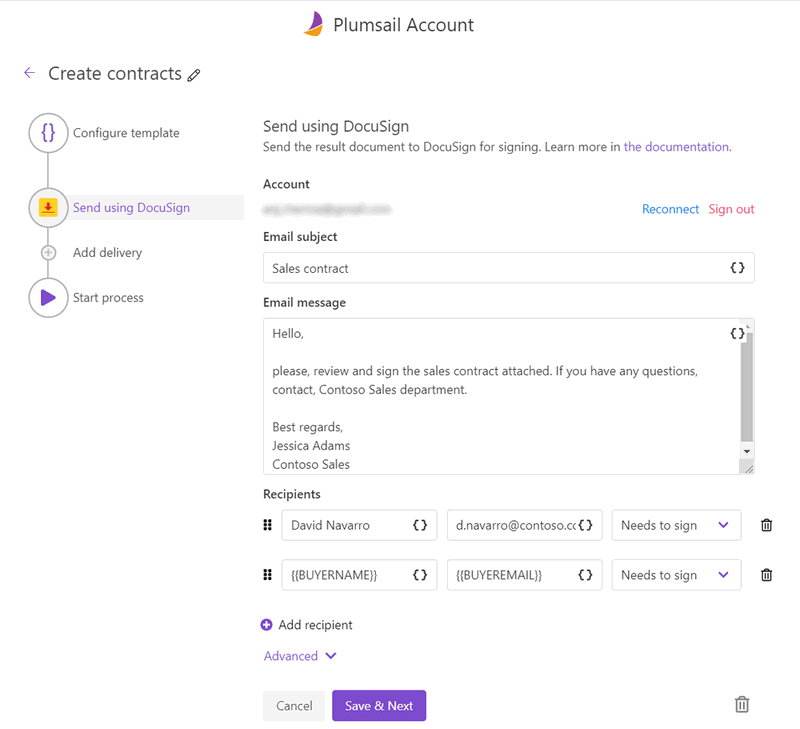 Plumsail Account
Create contracts
{} Configure template
Send using DocuSign
Add delivery
Start process
Send using DocuSign
Send the result document to DocuSign for signing. Learn more in the documentation.
Account
Reconnect Sign out
Email subject
Sales contract {}
Email message
Hello, {}
please, review and sign the sales contract attached. If you have any questions,
contact, Contoso Sales department.
Best regards,
Jessica Adams
Contoso Sales
Recipients
David Navarro {} d.navarro@contoso.cc {} Needs to sign
{{BUYERNAME}} {} {{BUYEREMAIL}} {} Needs to sign
Add recipient
Advanced
Cancel Save & Next